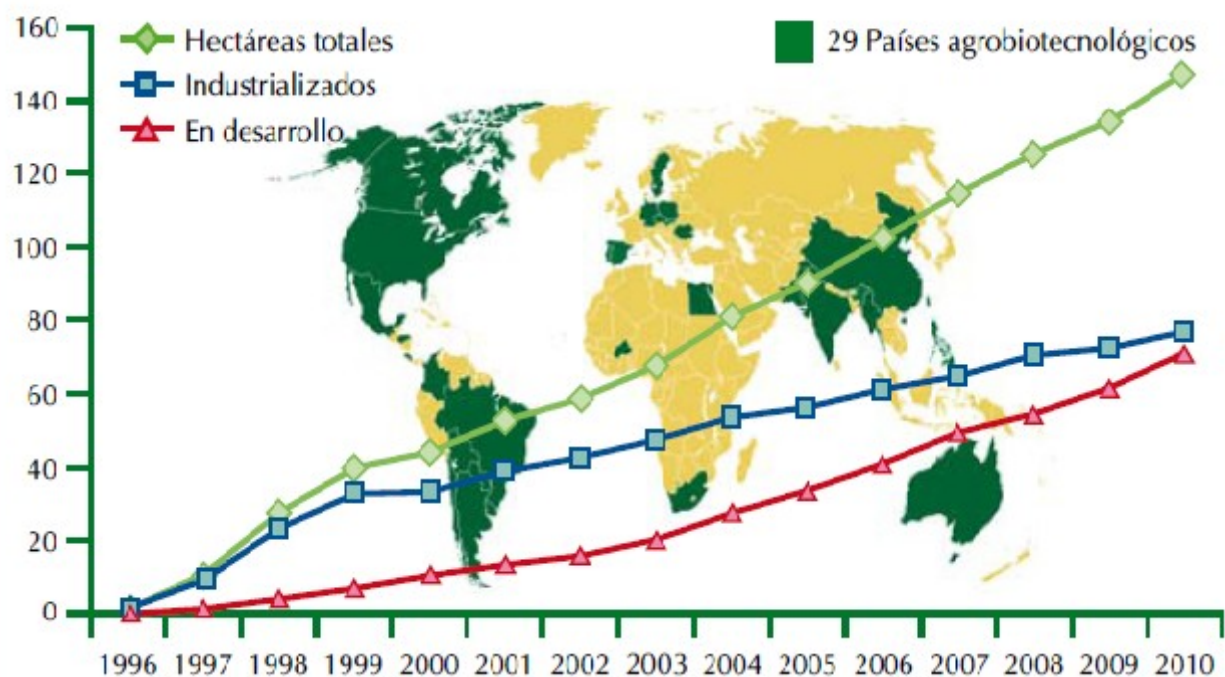 160
140
120
100
80
60
40
20
0
Hectáreas totales
Industrializados
En desarrollo
29 Países agrobiotecnológicos
1996 1997 1998 1999 2000 2001 2002 2003 2004 2005 2006 2007 2008 2009 2010